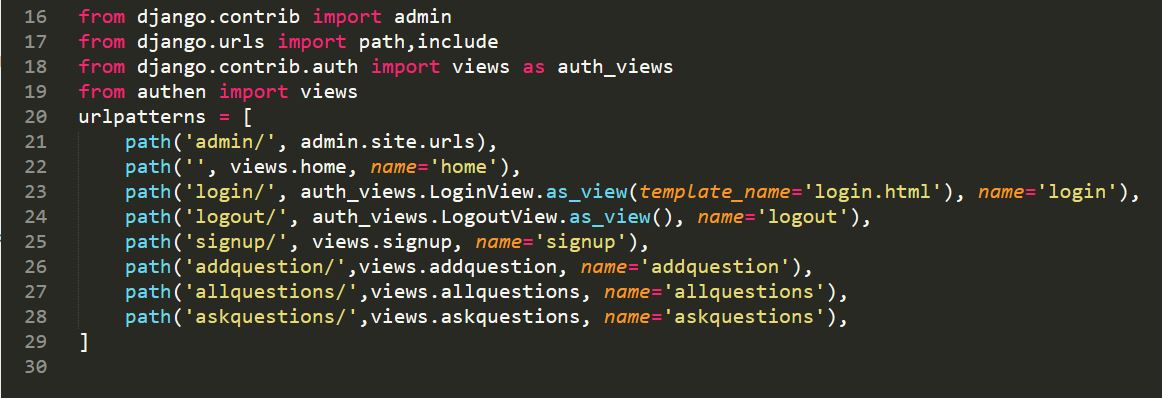 16 from django.contrib import admin
17 from django.urls import path,include
18 from django.contrib.auth import views as auth_views
19 from authen import views
20 urlpatterns = [
21     path('admin/', admin.site.urls),
22     path('', views.home, name='home'),
23     path('login/', auth_views.LoginView.as_view(template_name='login.html'), name='login'),
24     path('logout/', auth_views.LogoutView.as_view(), name='logout'),
25     path('signup/', views.signup, name='signup'),
26     path('addquestion/',views.addquestion, name='addquestion'),
27     path('allquestions/',views.allquestions, name='allquestions'),
28     path('askquestions/',views.askquestions, name='askquestions'),
29 ]
30